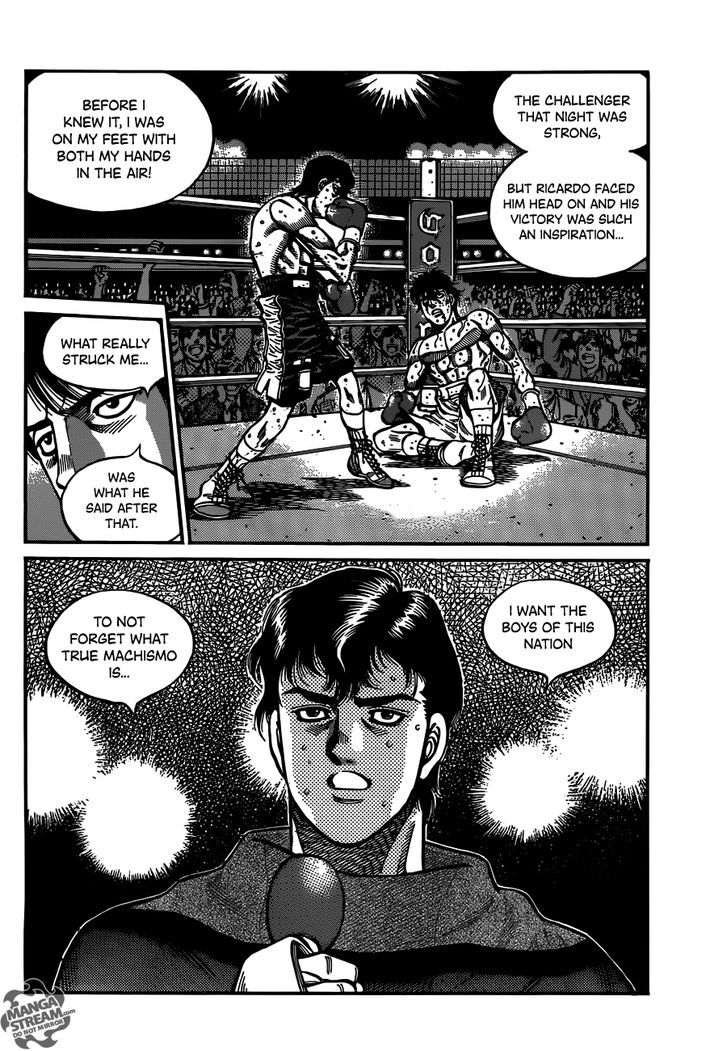 THE CHALLENGER
THAT NIGHT WAS
STRONG,
BUT RICARDO FACED
HIM HEAD ON AND HIS
VICTORY WAS SUCH
AN INSPIRATION...
BEFORE I
KNEW IT, I WAS
ON MY FEET WITH
BOTH MY HANDS
IN THE AIR!
Go
WHAT REALLY
STRUCK ME...
WAS
WHAT HE
SAID AFTER
THAT.
I WANT THE
BOYS OF THIS
NATION
TO NOT
FORGET WHAT
TRUE MACHISMO
IS...
MANGA
STREAM.com
DO NOT MIRROR